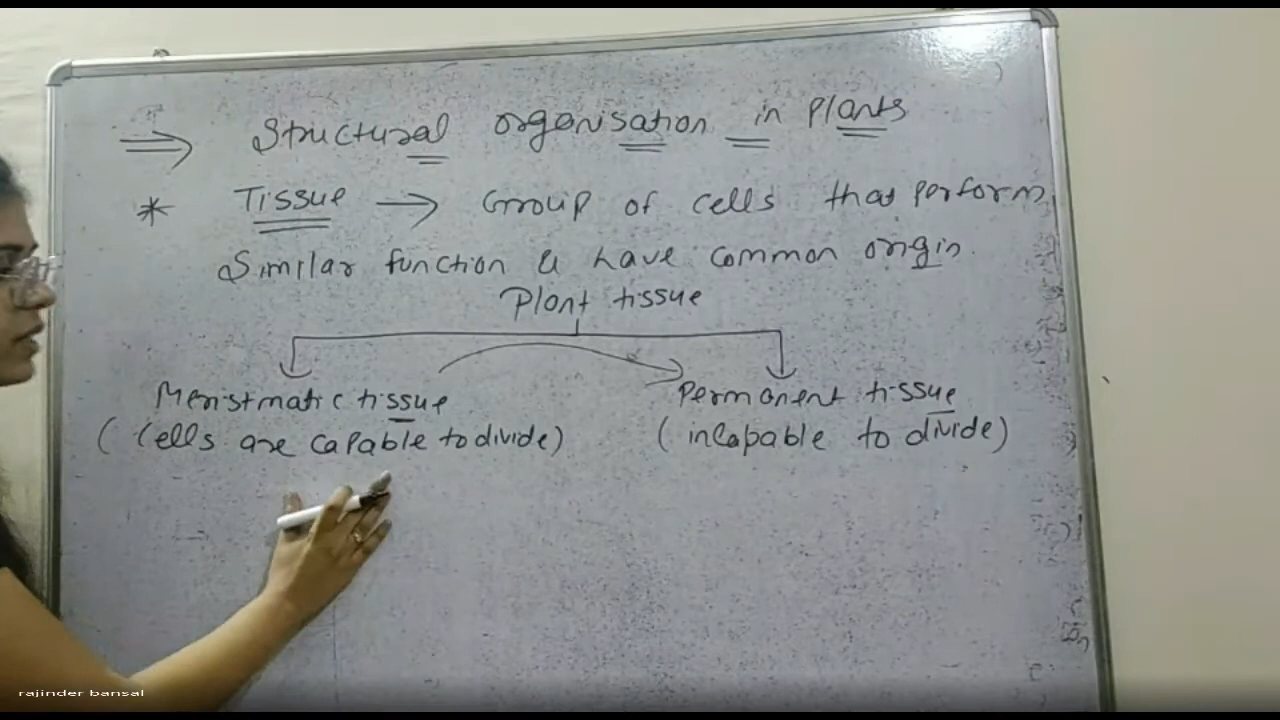 ⇒ Structural organisation in Plants
* Tissue → Group of cells that perform
Similar function & have common origin.
Plant tissue
Meristmatic tissue Permanent tissue
(Cells are capable to divide) (incapable to divide)
rajinder bansal